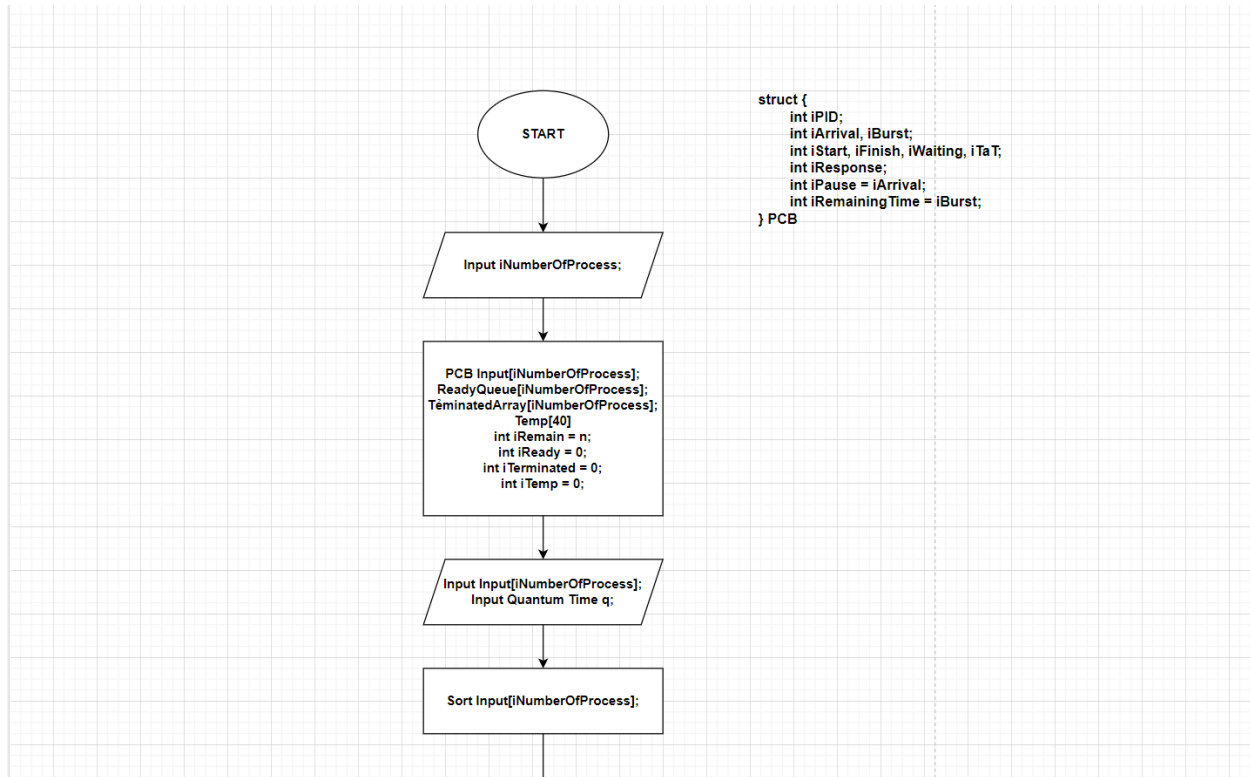 START
struct {
int iPID;
int iArrival, iBurst;
int iStart, iFinish, iWaiting, iTaT;
int iResponse;
int iPause = iArrival;
int iRemainingTime = iBurst;
} PCB
Input iNumberOfProcess;
PCB Input[iNumberOfProcess];
ReadyQueue[iNumberOfProcess];
TẻminatedArray[iNumberOfProcess];
Temp[40]
int iRemain = n;
int iReady = 0;
int iTerminated = 0;
int iTemp = 0;
Input Input[iNumberOfProcess];
Input Quantum Time q;
Sort Input[iNumberOfProcess];